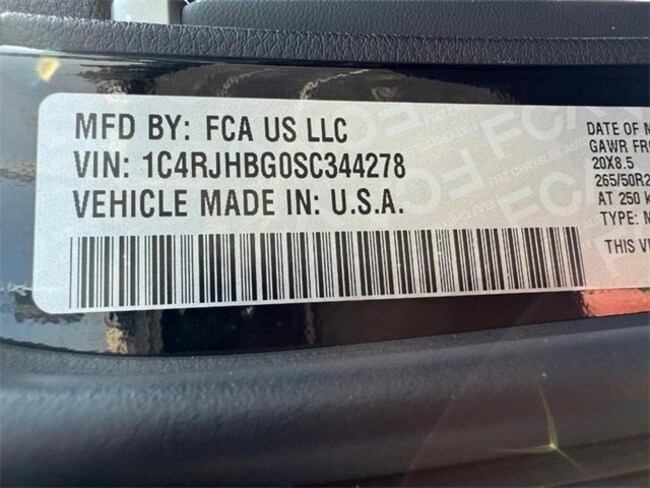 MFD BY: FCA US LLC
VIN: 1C4RJHBG0SC344278
VEHICLE MADE IN: U.S.A.
DATE OF M
GAWR FR
20X8.5
265/50R2
AT 250 k
TYPE: M
THIS VE